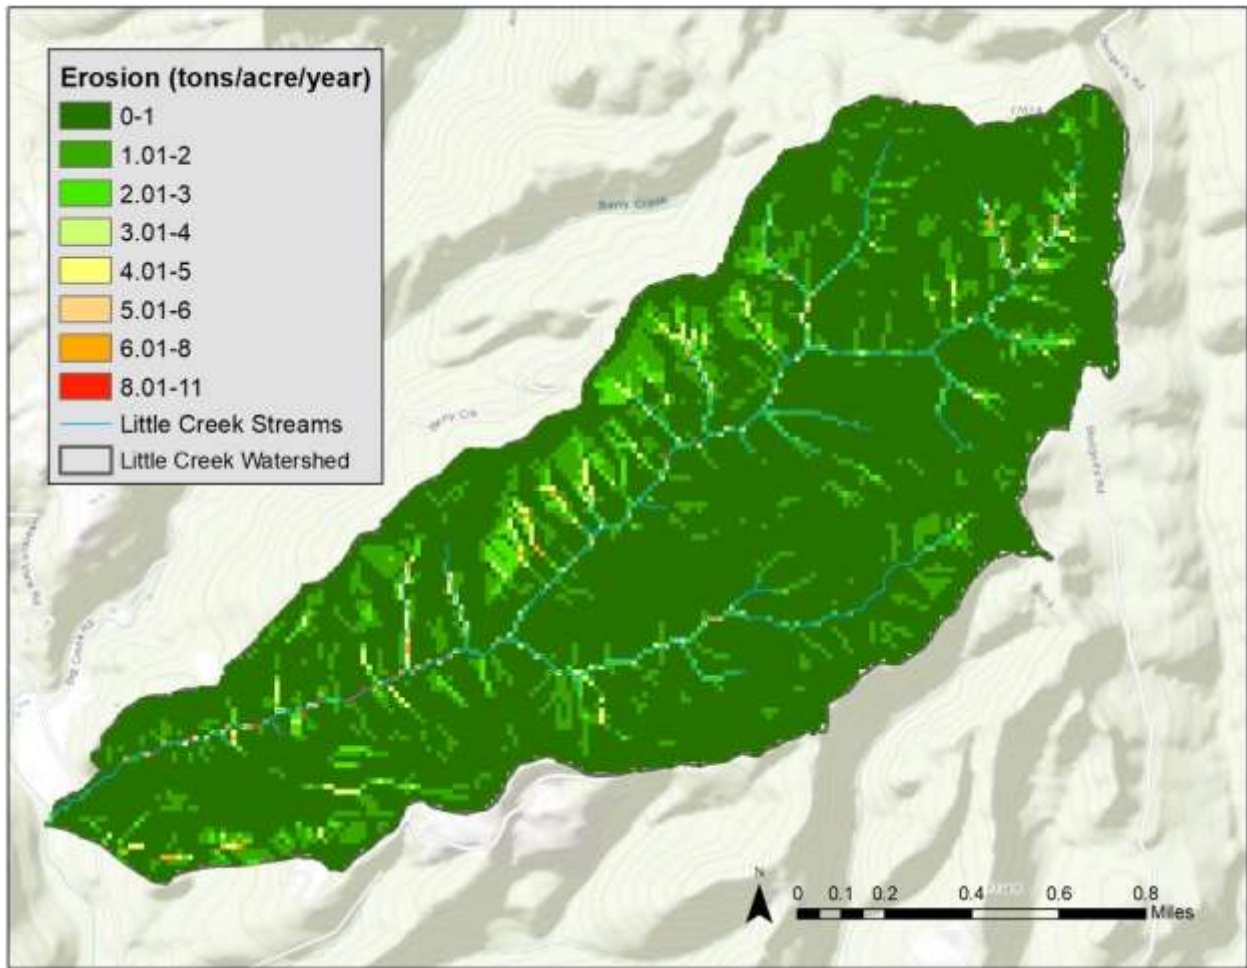 Erosion (tons/acre/year)
0-1
1.01-2
2.01-3
3.01-4
4.01-5
5.01-6
6.01-8
8.01-11
Little Creek Streams
Little Creek Watershed
Berry Creek
N
0 0.1 0.2 0.4 0.6 0.8
Miles